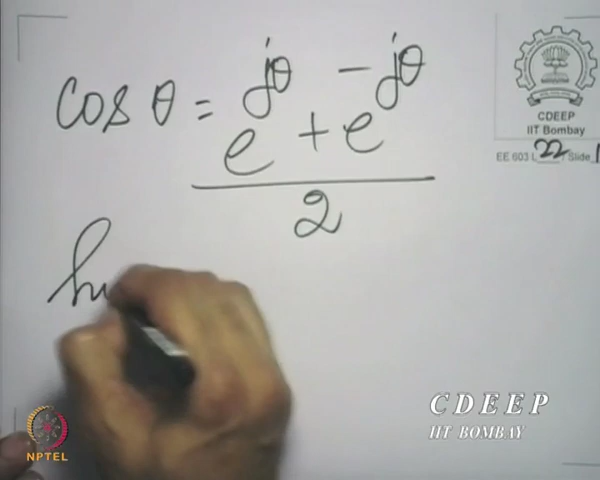 cos θ = e^{jθ} + e^{-jθ}
2
CDEEP
IIT Bombay
EE 603 L 22 / Slide 1
CDEEP
IIT BOMBAY
NPTEL